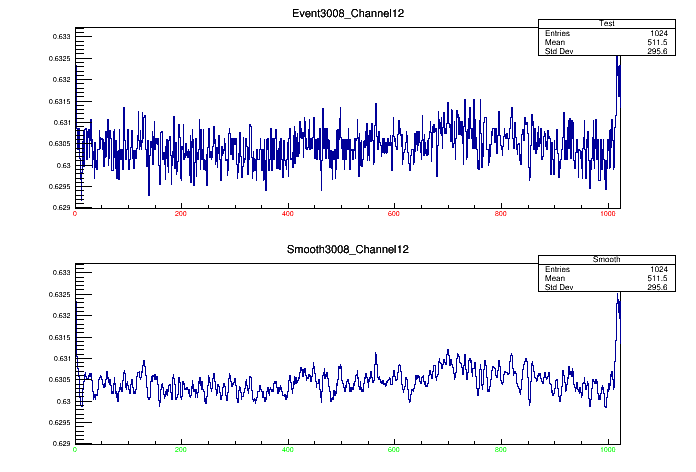 Event3008_Channel12
Test
Entries 1024
Mean 511.5
Std Dev 295.6
0.633
0.6325
0.632
0.6315
0.631
0.6305
0.63
0.6295
0.629
0 200 400 600 800 1000
Smooth3008_Channel12
Smooth
Entries 1024
Mean 511.5
Std Dev 295.6
0.633
0.6325
0.632
0.6315
0.631
0.6305
0.63
0.6295
0.629
0 200 400 600 800 1000